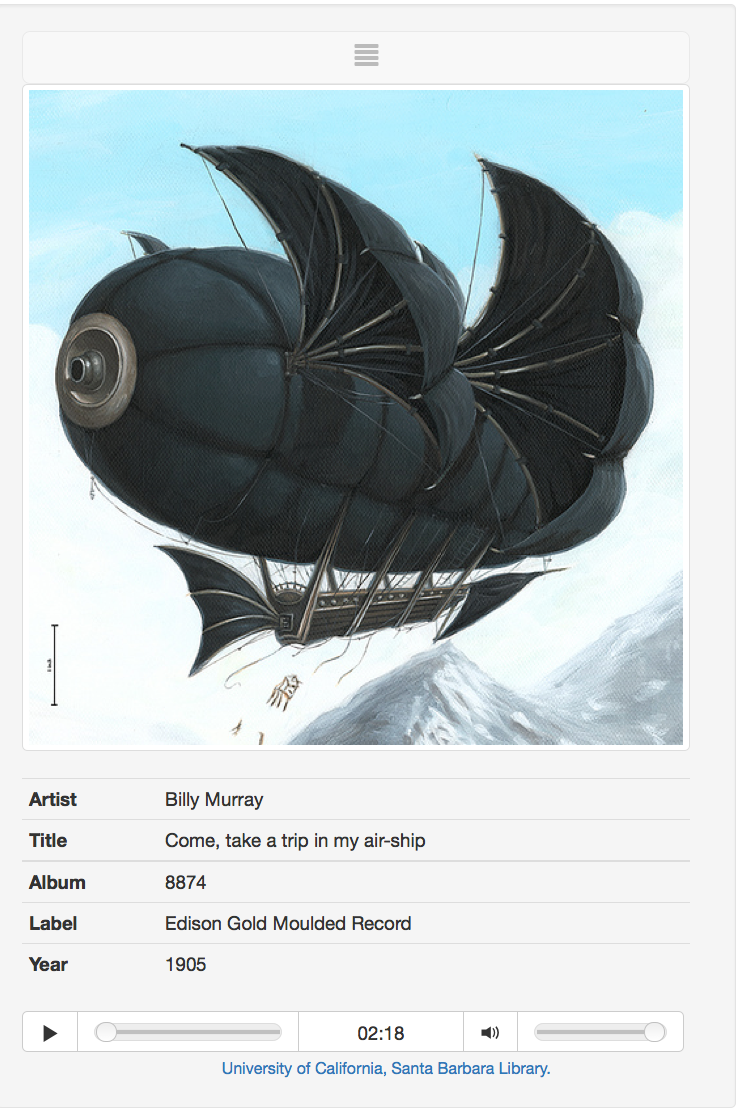 Artist Billy Murray
Title Come, take a trip in my air-ship
Album 8874
Label Edison Gold Moulded Record
Year 1905
02:18
University of California, Santa Barbara Library.